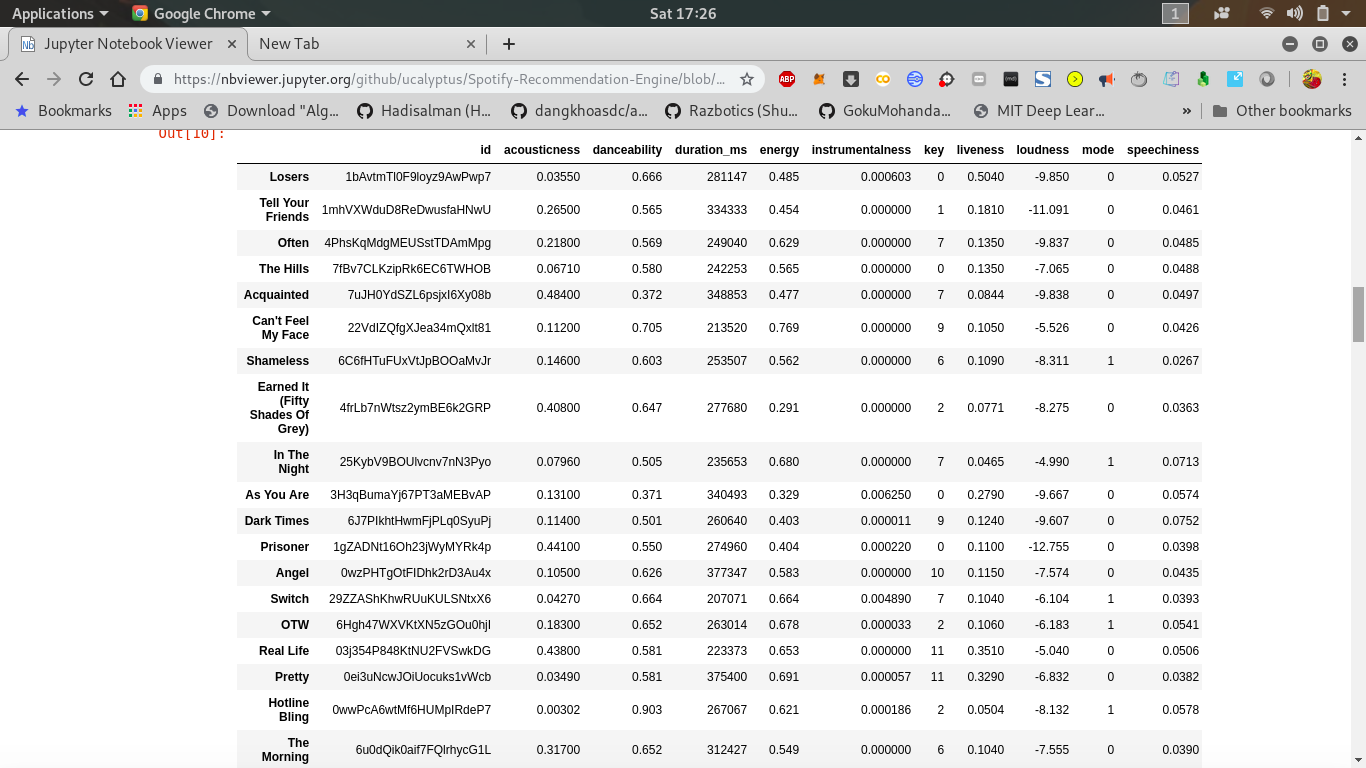 Applications Google Chrome Sat 17:26 1
Jupyter Notebook Viewer New Tab
https://nbviewer.jupyter.org/github/ucalyptus/Spotify-Recommendation-Engine/blob/... ABP
Bookmarks Apps Download "Alg... Hadisalman (H... dangkhoasdc/a... Razbotics (Shu... GokuMohanda... MIT Deep Lear... » Other bookmarks
Out[10]:
id acousticness danceability duration_ms energy instrumentalness key liveness loudness mode speechiness
Losers 1bAvtmTl0F9loyz9AwPwp7 0.03550 0.666 281147 0.485 0.000603 0 0.5040 -9.850 0 0.0527
Tell Your
Friends 1mhVXWduD8ReDwusfaHNwU 0.26500 0.565 334333 0.454 0.000000 1 0.1810 -11.091 0 0.0461
Often 4PhsKqMdgMEUSstTDAmMpg 0.21800 0.569 249040 0.629 0.000000 7 0.1350 -9.837 0 0.0485
The Hills 7fBv7CLKzipRk6EC6TWHOB 0.06710 0.580 242253 0.565 0.000000 0 0.1350 -7.065 0 0.0488
Acquainted 7uJH0YdSZL6psjxI6Xy08b 0.48400 0.372 348853 0.477 0.000000 7 0.0844 -9.838 0 0.0497
Can't Feel
My Face 22VdIZQfgXJea34mQxlt81 0.11200 0.705 213520 0.769 0.000000 9 0.1050 -5.526 0 0.0426
Shameless 6C6fHTuFUxVtJpBOOaMvJr 0.14600 0.603 253507 0.562 0.000000 6 0.1090 -8.311 1 0.0267
Earned It
(Fifty
Shades Of
Grey) 4frLb7nWtsz2ymBE6k2GRP 0.40800 0.647 277680 0.291 0.000000 2 0.0771 -8.275 0 0.0363
In The
Night 25KybV9BOUlvcnv7nN3Pyo 0.07960 0.505 235653 0.680 0.000000 7 0.0465 -4.990 1 0.0713
As You Are 3H3qBumaYj67PT3aMEBvAP 0.13100 0.371 340493 0.329 0.006250 0 0.2790 -9.667 0 0.0574
Dark Times 6J7PIkhtHwmFjPLq0SyuPj 0.11400 0.501 260640 0.403 0.000011 9 0.1240 -9.607 0 0.0752
Prisoner 1gZADNt16Oh23jWyMYRk4p 0.44100 0.550 274960 0.404 0.000220 0 0.1100 -12.755 0 0.0398
Angel 0wzPHTgOtFIDhk2rD3Au4x 0.10500 0.626 377347 0.583 0.000000 10 0.1150 -7.574 0 0.0435
Switch 29ZZAShKhwRUuKULSNtxX6 0.04270 0.664 207071 0.664 0.004890 7 0.1040 -6.104 1 0.0393
OTW 6Hgh47WXVKtXN5zGOu0hjI 0.18300 0.652 263014 0.678 0.000033 2 0.1060 -6.183 1 0.0541
Real Life 03j354P848KtNU2FVSwkDG 0.43800 0.581 223373 0.653 0.000000 11 0.3510 -5.040 0 0.0506
Pretty 0ei3uNcwJOiUocuks1vWcb 0.03490 0.581 375400 0.691 0.000057 11 0.3290 -6.832 0 0.0382
Hotline
Bling 0wwPcA6wtMf6HUMpIRdeP7 0.00302 0.903 267067 0.621 0.000186 2 0.0504 -8.132 1 0.0578
The
Morning 6u0dQik0aif7FQlrhycG1L 0.31700 0.652 312427 0.549 0.000000 6 0.1040 -7.555 0 0.0390